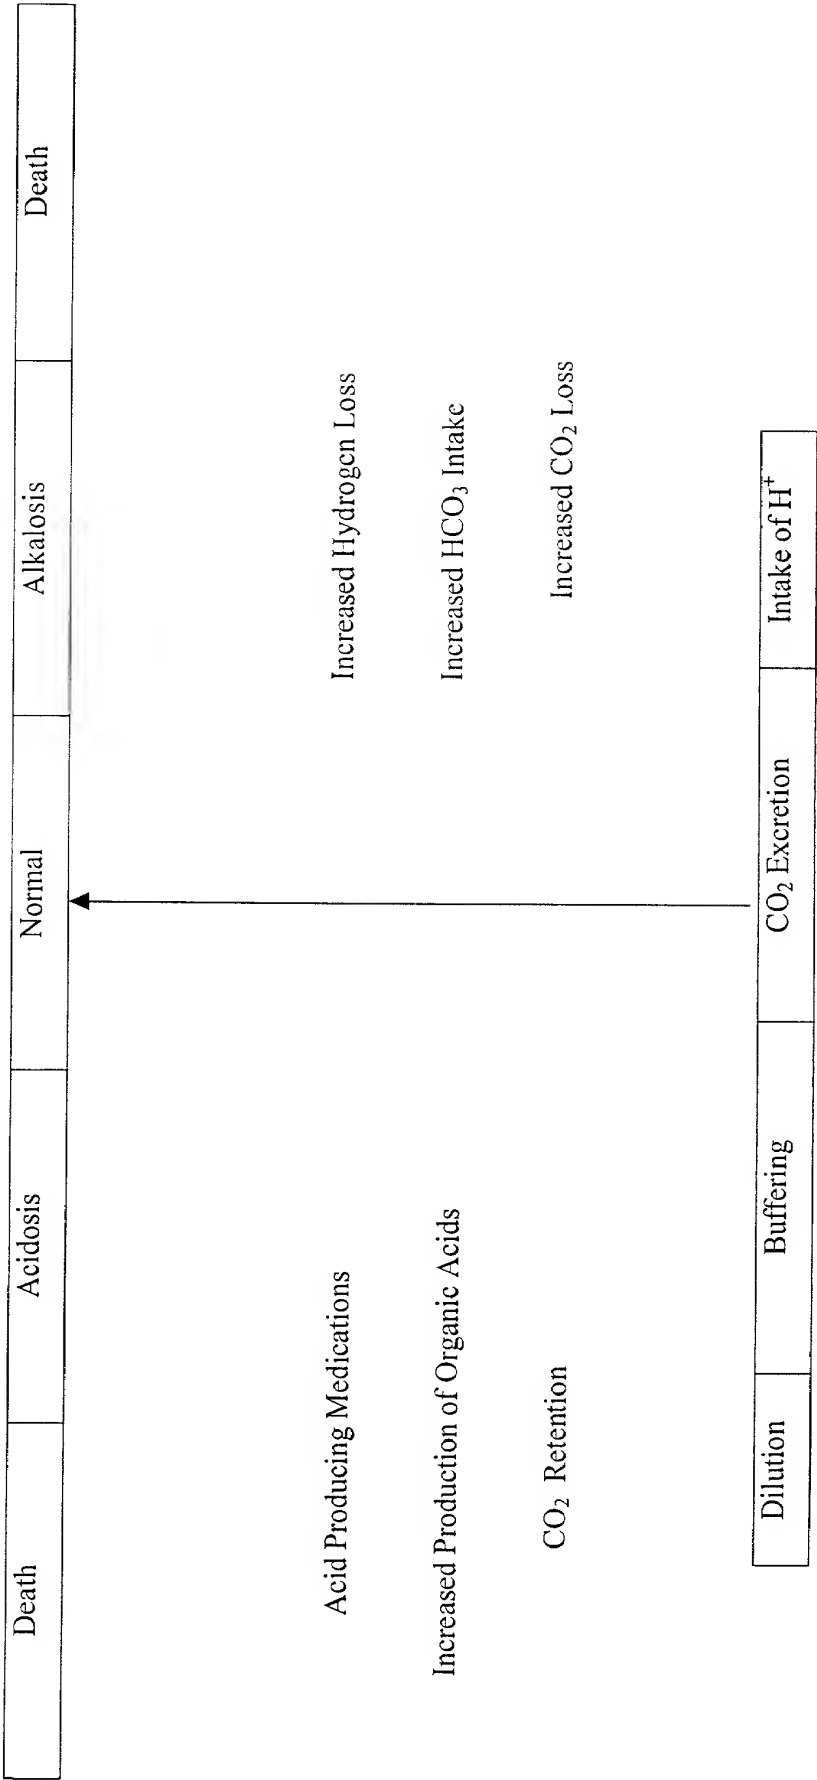 Death Acidosis Normal Alkalosis Death
Acid Producing Medications Increased Hydrogen Loss
Increased Production of Organic Acids Increased HCO₃ Intake
CO₂ Retention Increased CO₂ Loss
Dilution Buffering CO₂ Excretion Intake of H⁺